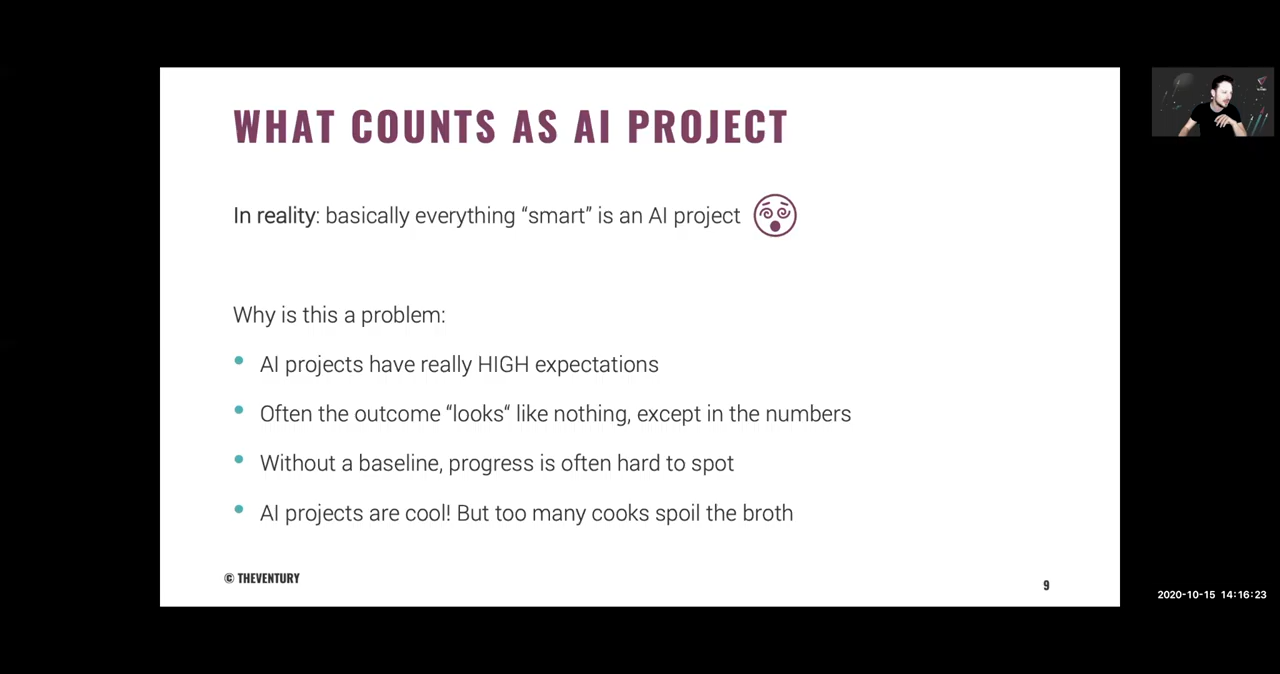 WHAT COUNTS AS AI PROJECT
In reality: basically everything “smart” is an AI project
Why is this a problem:
• AI projects have really HIGH expectations
• Often the outcome “looks“ like nothing, except in the numbers
• Without a baseline, progress is often hard to spot
• AI projects are cool! But too many cooks spoil the broth
© THEVENTURY
9
2020-10-15 14:16:23